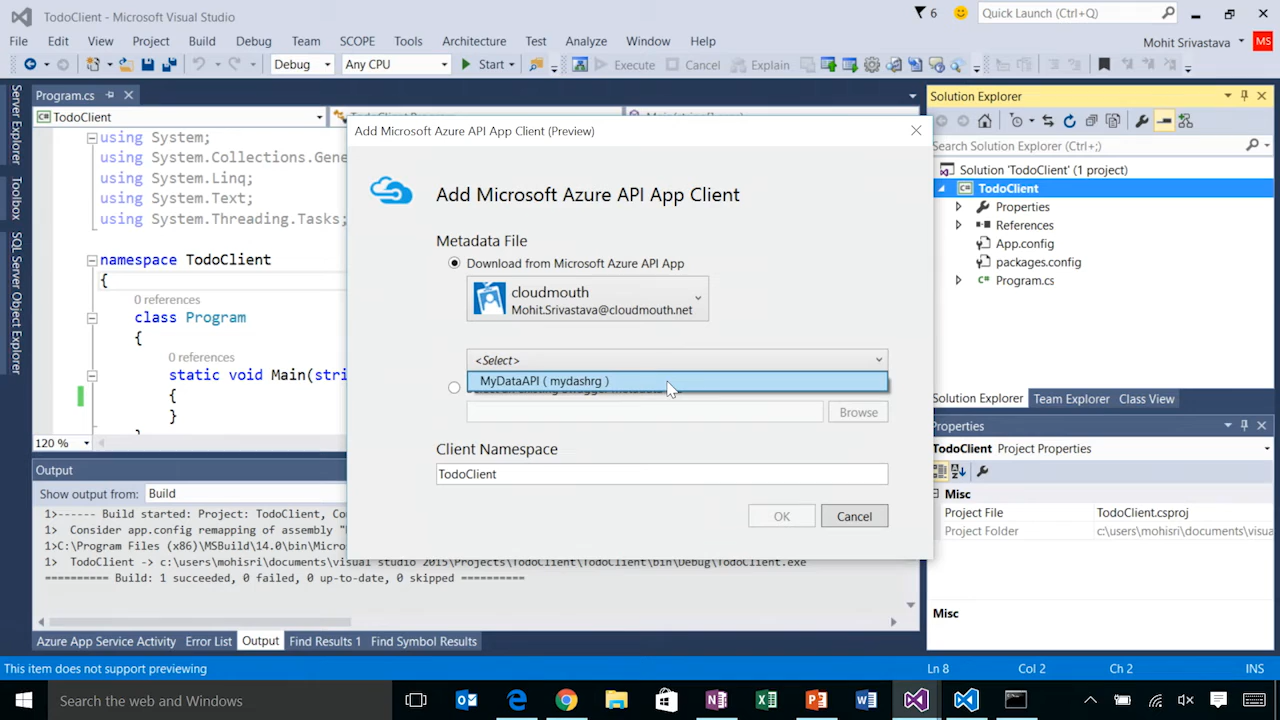 TodoClient - Microsoft Visual Studio
6
Quick Launch (Ctrl+Q)
File Edit View Project Build Debug Team SCOPE Tools Architecture Test Analyze Window Help
Mohit Srivastava
MS
Debug
Any CPU
Start
Execute
Cancel
Explain
Server Explorer
Toolbox
SQL Server Object Explorer
Program.cs
TodoClient
using System;
using System.Collections.Gene
using System.Linq;
using System.Text;
using System.Threading.Tasks;
namespace TodoClient
{
0 references
class Program
{
0 references
static void Main(stri
{
}
120 %
Add Microsoft Azure API App Client (Preview)
Add Microsoft Azure API App Client
Metadata File
Download from Microsoft Azure API App
cloudmouth
Mohit.Srivastava@cloudmouth.net
<Select>
MyDataAPI ( mydashrg )
Browse
Client Namespace
TodoClient
OK
Cancel
Output
Show output from: Build
1>------ Build started: Project: TodoClient, Co
1> Consider app.config remapping of assembly "
1>C:\Program Files (x86)\MSBuild\14.0\bin\Micro
1> TodoClient -> c:\users\mohisri\documents\visual studio 2015\Projects\TodoClient\TodoClient\bin\Debug\TodoClient.exe
========== Build: 1 succeeded, 0 failed, 0 up-to-date, 0 skipped ==========
Azure App Service Activity Error List Output Find Results 1 Find Symbol Results
Solution Explorer
Search Solution Explorer (Ctrl+;)
Solution 'TodoClient' (1 project)
TodoClient
Properties
References
App.config
packages.config
Program.cs
Solution Explorer Team Explorer Class View
Properties
TodoClient Project Properties
Misc
Project File TodoClient.csproj
Project Folder c:\users\mohisri\documents\visua
Misc
This item does not support previewing
Ln 8
Col 2
Ch 2
INS
Search the web and Windows